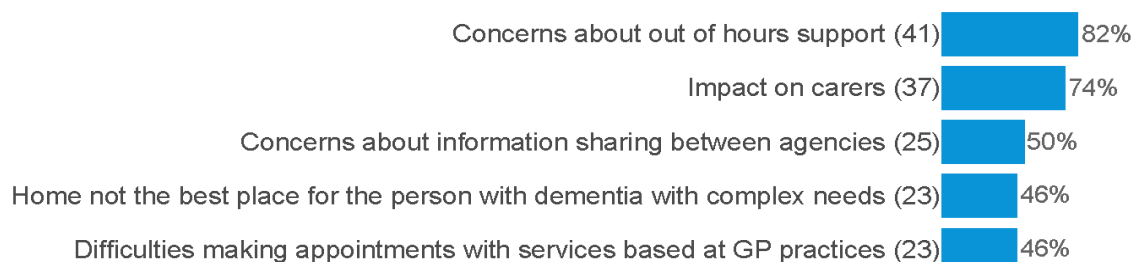 Concerns about out of hours support (41) 82%
Impact on carers (37) 74%
Concerns about information sharing between agencies (25) 50%
Home not the best place for the person with dementia with complex needs (23) 46%
Difficulties making appointments with services based at GP practices (23) 46%